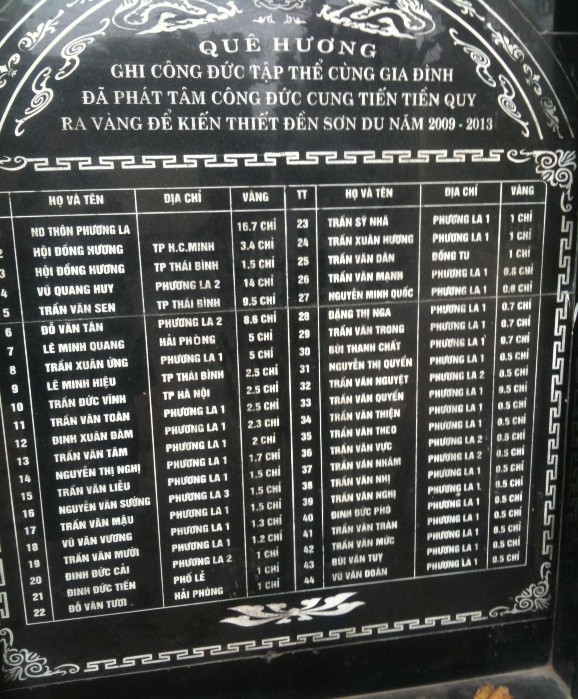 QUÊ HƯƠNG
GHI CÔNG ĐỨC TẬP THỂ CÙNG GIA ĐÌNH
ĐÃ PHÁT TÂM CÔNG ĐỨC CUNG TIẾN TIỀN QUY
RA VÀNG ĐỂ KIẾN THIẾT ĐỀN SƠN DU NĂM 2009 - 2013
HỌ VÀ TÊN ĐỊA CHỈ VÀNG
ND THÔN PHƯƠNG LA 16.7 CHỈ
2 HỘI ĐỒNG HƯƠNG TP H.C.MINH 3.4 CHỈ
3 HỘI ĐỒNG HƯƠNG TP THÁI BÌNH 1.5 CHỈ
4 VŨ QUANG HUY PHƯƠNG LA 2 14 CHỈ
5 TRẦN VĂN SEN TP THÁI BÌNH 9.5 CHỈ
6 ĐỖ VĂN TÂN PHƯƠNG LA 2 8.6 CHỈ
7 LÊ MINH QUANG HẢI PHÒNG 5 CHỈ
8 TRẦN XUÂN ỨNG PHƯƠNG LA 1 5 CHỈ
9 LÊ MINH HIỆU TP THÁI BÌNH 2.5 CHỈ
10 TRẦN ĐỨC VĨNH TP HÀ NỘI 2.5 CHỈ
11 TRẦN VĂN TOÀN PHƯƠNG LA 1 2.5 CHỈ
12 ĐINH XUÂN ĐÀM PHƯƠNG LA 1 2.3 CHỈ
13 TRẦN VĂN TÂM PHƯƠNG LA 1 2 CHỈ
14 NGUYỄN THỊ NGHỊ PHƯƠNG LA 1 1.7 CHỈ
15 TRẦN VĂN LIỄU PHƯƠNG LA 1 1.5 CHỈ
16 NGUYỄN VĂN SƯỞNG PHƯƠNG LA 3 1.5 CHỈ
17 TRẦN VĂN MẬU PHƯƠNG LA 1 1.5 CHỈ
18 VŨ VĂN VƯƠNG PHƯƠNG LA 1 1.3 CHỈ
19 TRẦN VĂN MƯỜI PHƯƠNG LA 1 1.2 CHỈ
20 ĐINH ĐỨC CẢI PHƯƠNG LA 2 1 CHỈ
21 ĐINH ĐỨC TIẾN PHỐ LẺ 1 CHỈ
22 ĐỖ VĂN TƯƠI HẢI PHÒNG 1 CHỈ
TT HỌ VÀ TÊN ĐỊA CHỈ VÀNG
23 TRẦN SỸ NHÃ PHƯƠNG LA 1 1 CHỈ
24 TRẦN XUÂN HƯƠNG PHƯƠNG LA 1 1 CHỈ
25 TRẦN VĂN DÂN ĐỒNG TU 1 CHỈ
26 TRẦN VĂN MẠNH PHƯƠNG LA 1 0.8 CHỈ
27 NGUYỄN MINH QUỐC PHƯƠNG LA 1 0.8 CHỈ
28 ĐẶNG THỊ NGA PHƯƠNG LA 1 0.7 CHỈ
29 TRẦN VĂN TRONG PHƯƠNG LA 1 0.7 CHỈ
30 BÙI THANH CHẤT PHƯƠNG LA 1 0.7 CHỈ
31 NGUYỄN THỊ QUYỀN PHƯƠNG LA 1 0.5 CHỈ
32 TRẦN VĂN NGUYỆT PHƯƠNG LA 2 0.5 CHỈ
33 TRẦN VĂN QUYỀN PHƯƠNG LA 1 0.5 CHỈ
34 TRẦN VĂN THIỆN PHƯƠNG LA 1 0.5 CHỈ
35 TRẦN VĂN THEO PHƯƠNG LA 1 0.5 CHỈ
36 TRẦN VĂN VỰC PHƯƠNG LA 2 0.5 CHỈ
37 TRẦN VĂN NHÂM PHƯƠNG LA 2 0.5 CHỈ
38 TRẦN VĂN NHỊ PHƯƠNG LA 1 0.5 CHỈ
39 TRẦN VĂN NGHỊ PHƯƠNG LA 1 0.5 CHỈ
40 ĐINH ĐỨC PHÓ PHƯƠNG LA 1 0.5 CHỈ
41 TRẦN VĂN TRẢN PHƯƠNG LA 1 0.5 CHỈ
42 TRẦN VĂN MỨC PHƯƠNG LA 1 0.5 CHỈ
43 BÙI VĂN TUY PHƯƠNG LA 1 0.5 CHỈ
44 VŨ VĂN ĐOÀN PHƯƠNG LA 1 0.5 CHỈ